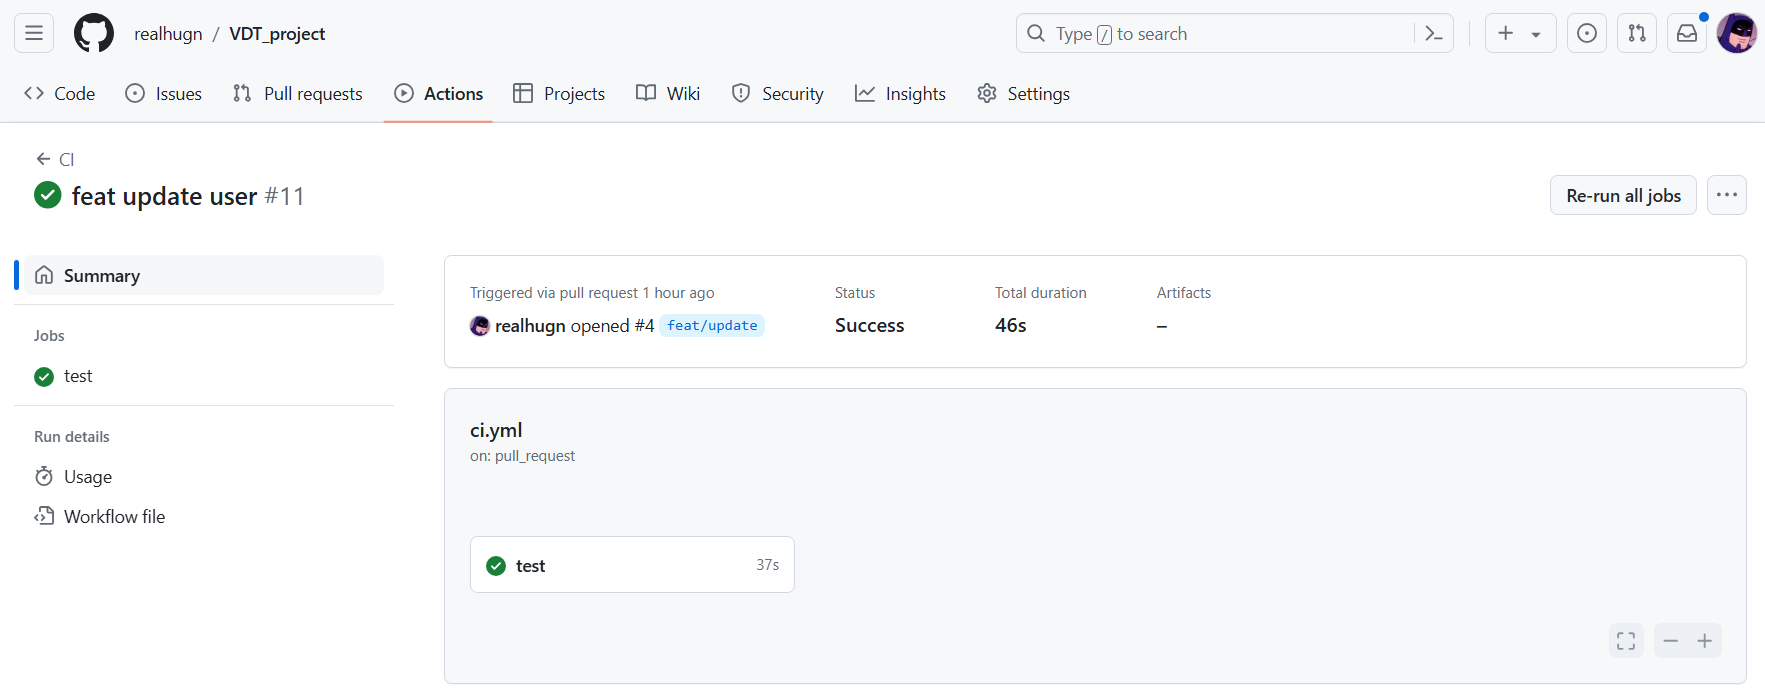 realhugn / VDT_project
Type / to search
Code Issues Pull requests Actions Projects Wiki Security Insights Settings
CI
feat update user #11
Re-run all jobs
Summary
Jobs
test
Run details
Usage
Workflow file
Triggered via pull request 1 hour ago
realhugn opened #4 feat/update
Status
Success
Total duration
46s
Artifacts
–
ci.yml
on: pull_request
test 37s